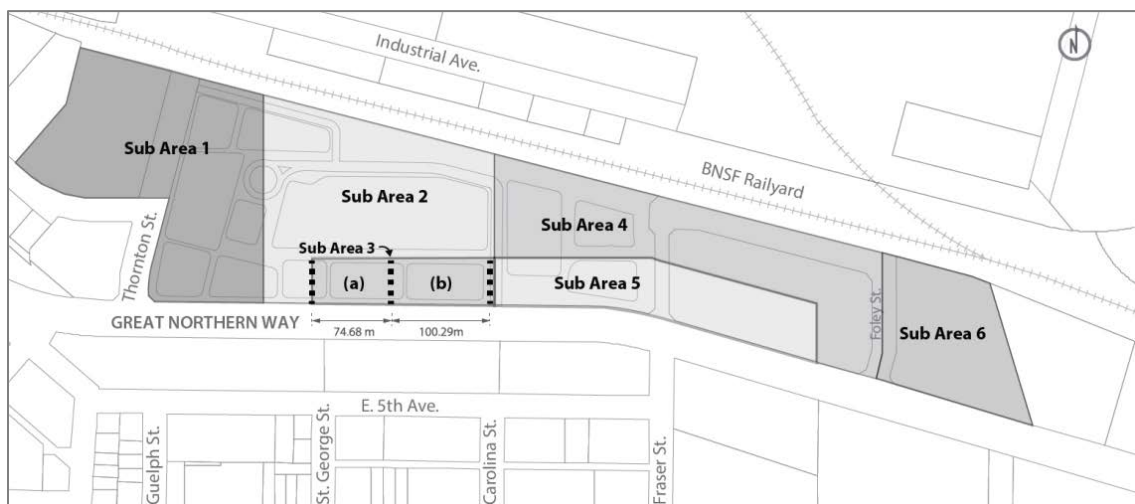 Industrial Ave.
N
BNSF Railyard
Sub Area 1
Sub Area 2
Sub Area 4
Thornton St.
Sub Area 3
(a)
(b)
Sub Area 5
Foley St.
Sub Area 6
GREAT NORTHERN WAY
74.68 m
100.29m
E. 5th Ave.
Guelph St.
St. George St.
Carolina St.
Fraser St.